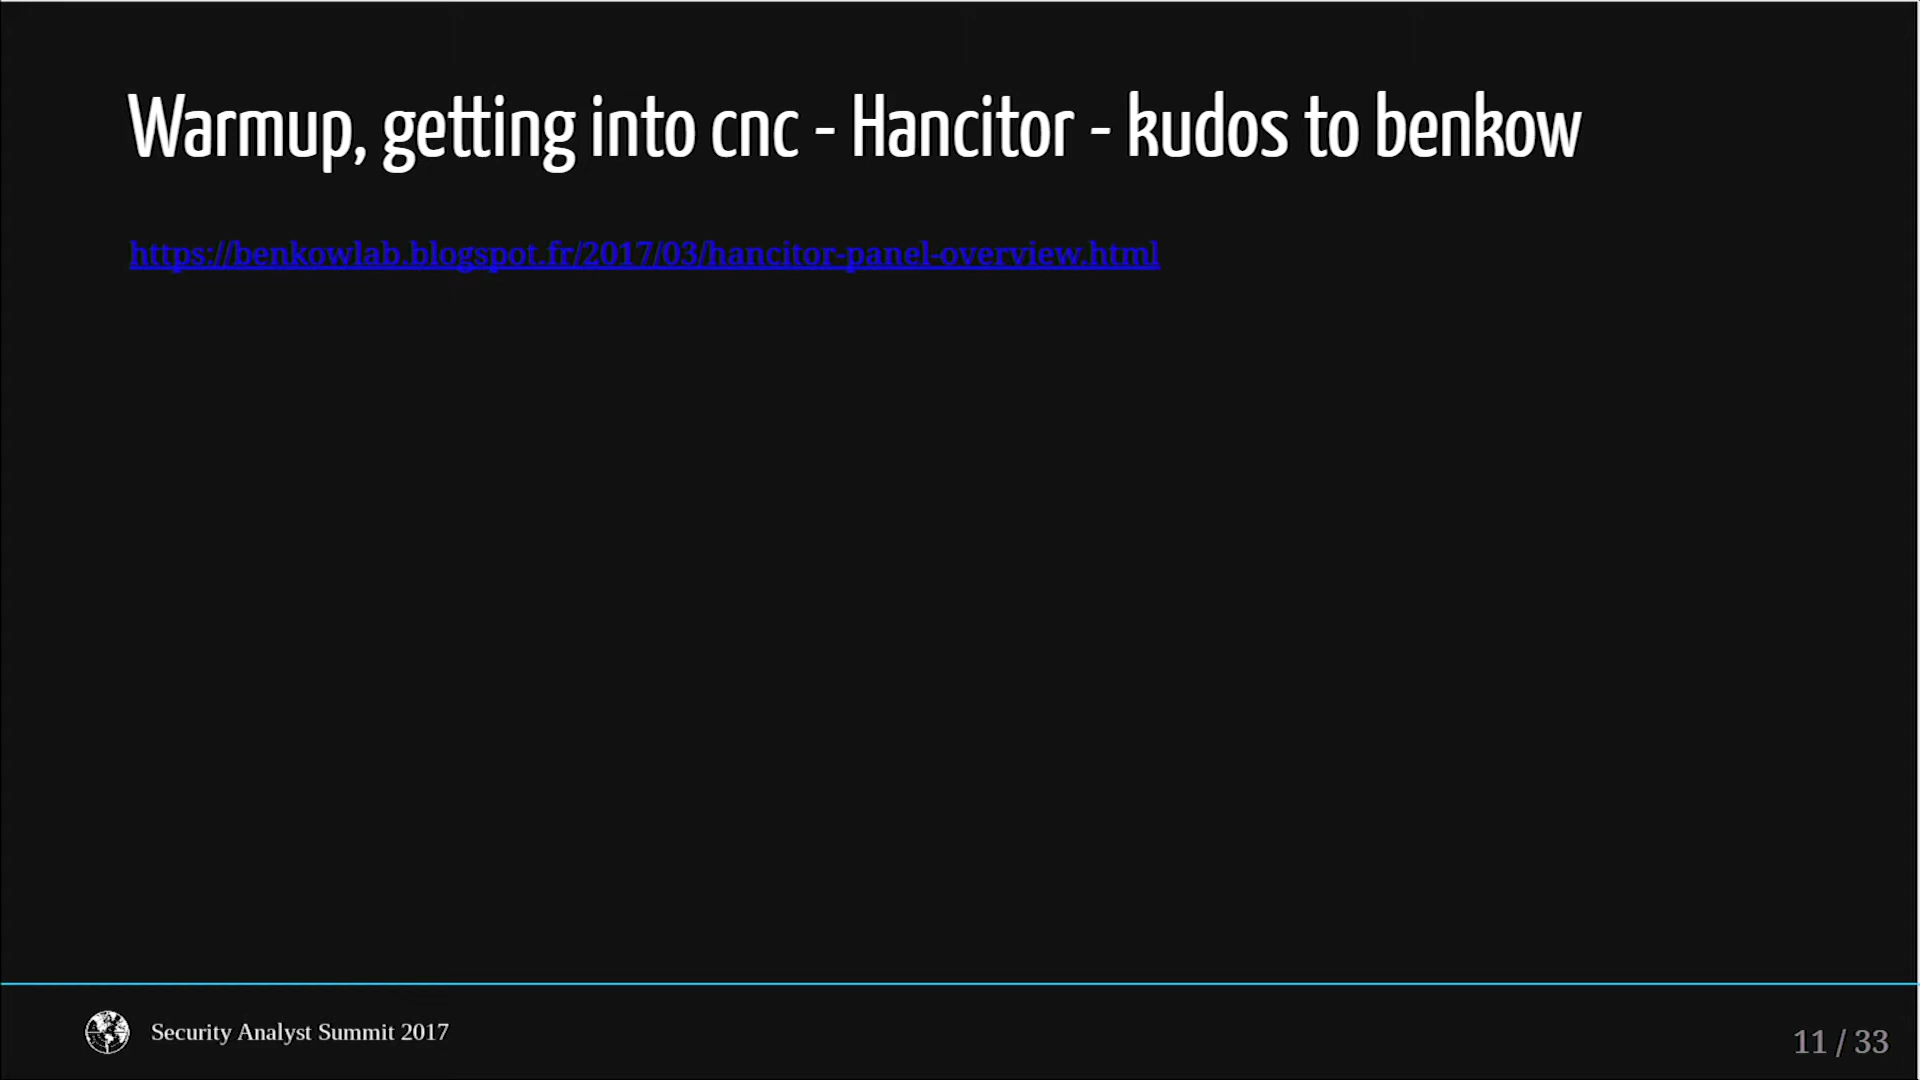 Warmup, getting into cnc - Hancitor - kudos to benkow
https://benkowlab.blogspot.fr/2017/03/hancitor-panel-overview.html
Security Analyst Summit 2017
11 / 33